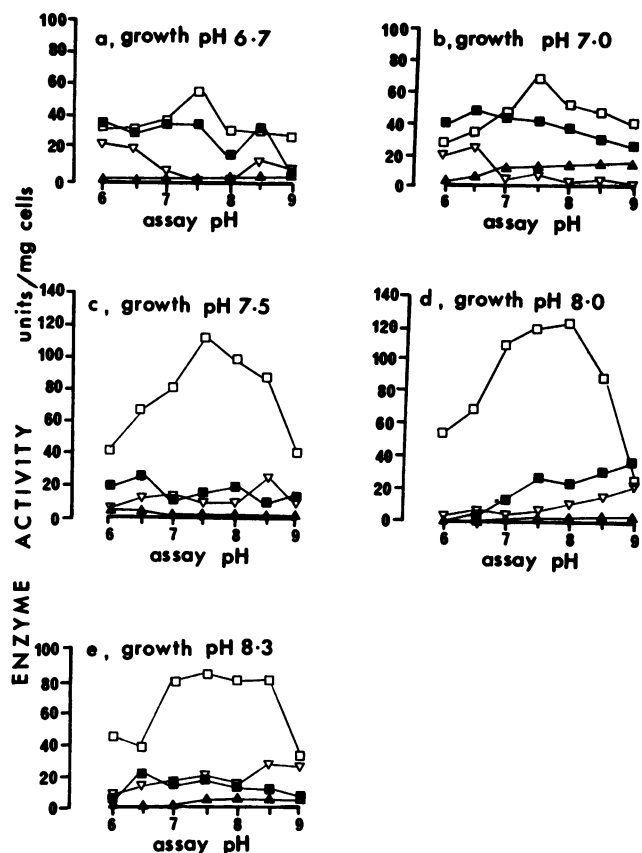 a, growth pH 6·7
100
80
60
40
20
0
6 7 8 9
assay pH
b, growth pH 7·0
100
80
60
40
20
0
6 7 8 9
assay pH
ENZYME ACTIVITY units/mg cells
c, growth pH 7·5
140
120
100
80
60
40
20
0
6 7 8 9
assay pH
d, growth pH 8·0
140
120
100
80
60
40
20
0
6 7 8 9
assay pH
e, growth pH 8·3
100
80
60
40
20
0
6 7 8 9
assay pH